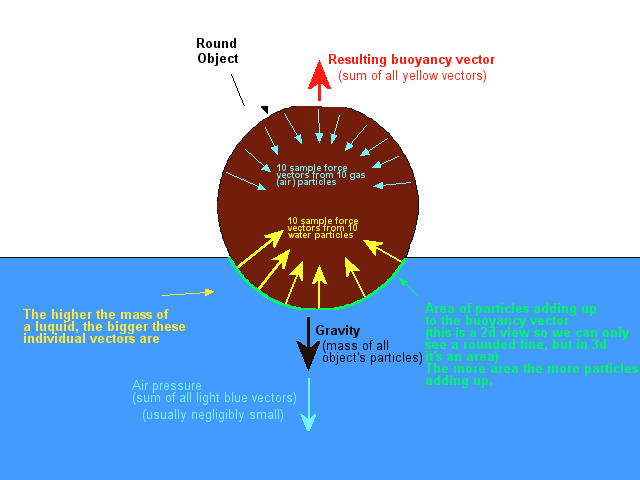 Round
Object
Resulting buoyancy vector
(sum of all yellow vectors)
10 sample force
vectors from 10 gas
(air) particles
10 sample force
vectors from 10
water particles
The higher the mass of
a luquid, the bigger these
individual vectors are
Gravity
(mass of all
object's particles)
Area of particles adding up
to the buoyancy vector
(this is a 2d view so we can only
see a rounded line, but in 3d
it's an area)
The more area the more particles
adding up.
Air pressure
(sum of all light blue vectors)
(usually negligibly small)